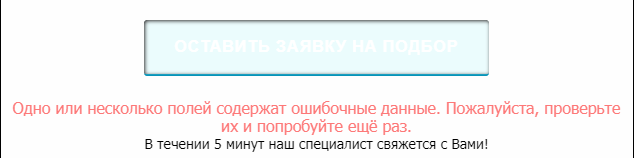 ОСТАВИТЬ ЗАЯВКУ НА ПОДБОР
Одно или несколько полей содержат ошибочные данные. Пожалуйста, проверьте
их и попробуйте ещё раз.
В течении 5 минут наш специалист свяжется с Вами!